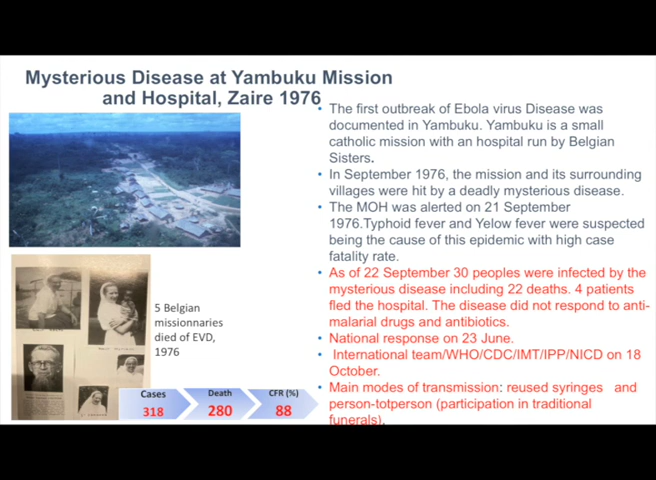 Mysterious Disease at Yambuku Mission
and Hospital, Zaire 1976
• The first outbreak of Ebola virus Disease was
documented in Yambuku. Yambuku is a small
catholic mission with an hospital run by Belgian
Sisters.
• In September 1976, the mission and its surrounding
villages were hit by a deadly mysterious disease.
• The MOH was alerted on 21 September
1976.Typhoid fever and Yelow fever were suspected
being the cause of this epidemic with high case
fatality rate.
• As of 22 September 30 peoples were infected by the
mysterious disease including 22 deaths. 4 patients
fled the hospital. The disease did not respond to anti-
malarial drugs and antibiotics.
• National response on 23 June.
• International team/WHO/CDC/IMT/IPP/NICD on 18
October.
• Main modes of transmission: reused syringes and
person-totperson (participation in traditional
funerals).
5 Belgian
missionnaries
died of EVD,
1976
Cases
318
Death
280
CFR (%)
88